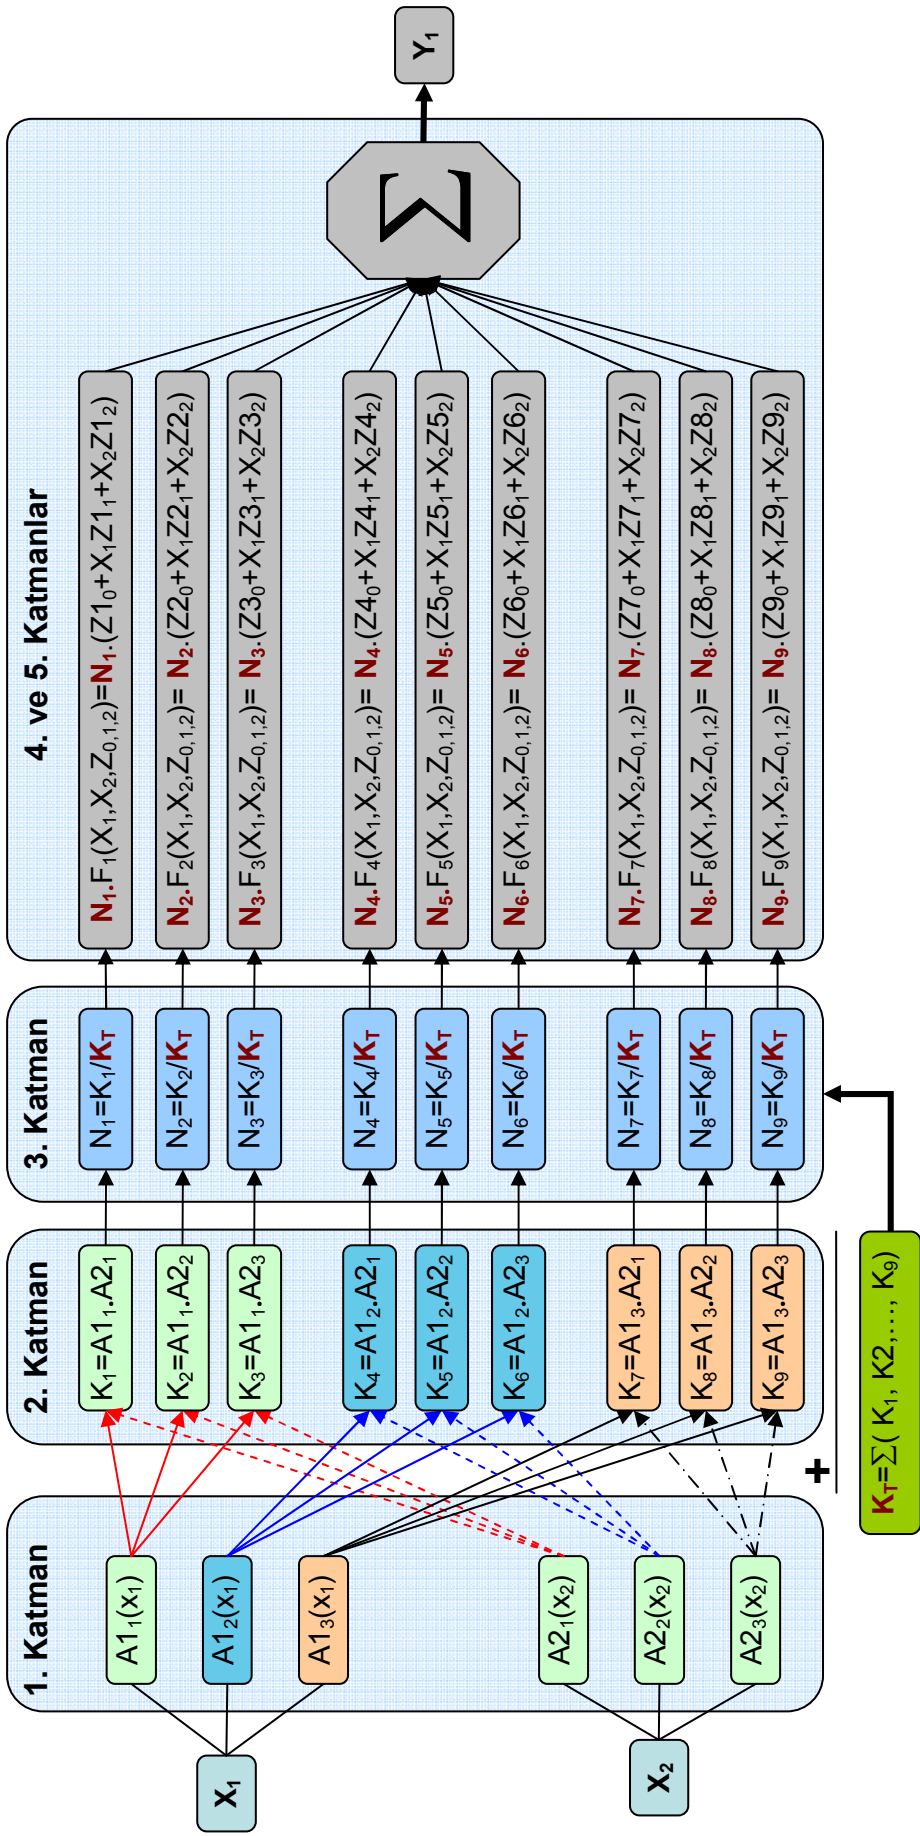 X₁
X₂
1. Katman
A1₁(x₁)
A1₂(x₁)
A1₃(x₁)
A2₁(x₂)
A2₂(x₂)
A2₃(x₂)
2. Katman
K₁=A1₁.A2₁
K₂=A1₁.A2₂
K₃=A1₁.A2₃
K₄=A1₂.A2₁
K₅=A1₂.A2₂
K₆=A1₂.A2₃
K₇=A1₃.A2₁
K₈=A1₃.A2₂
K₉=A1₃.A2₃
+
K_T=∑( K₁, K2,..., K₉)
3. Katman
N₁=K₁/K_T
N₂=K₂/K_T
N₃=K₃/K_T
N₄=K₄/K_T
N₅=K₅/K_T
N₆=K₆/K_T
N₇=K₇/K_T
N₈=K₈/K_T
N₉=K₉/K_T
4. ve 5. Katmanlar
N₁.F₁(X₁,X₂,Z₀,₁,₂)=N₁.(Z1₀+X₁Z1₁+X₂Z1₂)
N₂.F₂(X₁,X₂,Z₀,₁,₂)= N₂.(Z2₀+X₁Z2₁+X₂Z2₂)
N₃.F₃(X₁,X₂,Z₀,₁,₂)= N₃.(Z3₀+X₁Z3₁+X₂Z3₂)
N₄.F₄(X₁,X₂,Z₀,₁,₂)= N₄.(Z4₀+X₁Z4₁+X₂Z4₂)
N₅.F₅(X₁,X₂,Z₀,₁,₂)= N₅.(Z5₀+X₁Z5₁+X₂Z5₂)
N₆.F₆(X₁,X₂,Z₀,₁,₂)= N₆.(Z6₀+X₁Z6₁+X₂Z6₂)
N₇.F₇(X₁,X₂,Z₀,₁,₂)= N₇.(Z7₀+X₁Z7₁+X₂Z7₂)
N₈.F₈(X₁,X₂,Z₀,₁,₂)= N₈.(Z8₀+X₁Z8₁+X₂Z8₂)
N₉.F₉(X₁,X₂,Z₀,₁,₂)= N₉.(Z9₀+X₁Z9₁+X₂Z9₂)
∑
Y₁